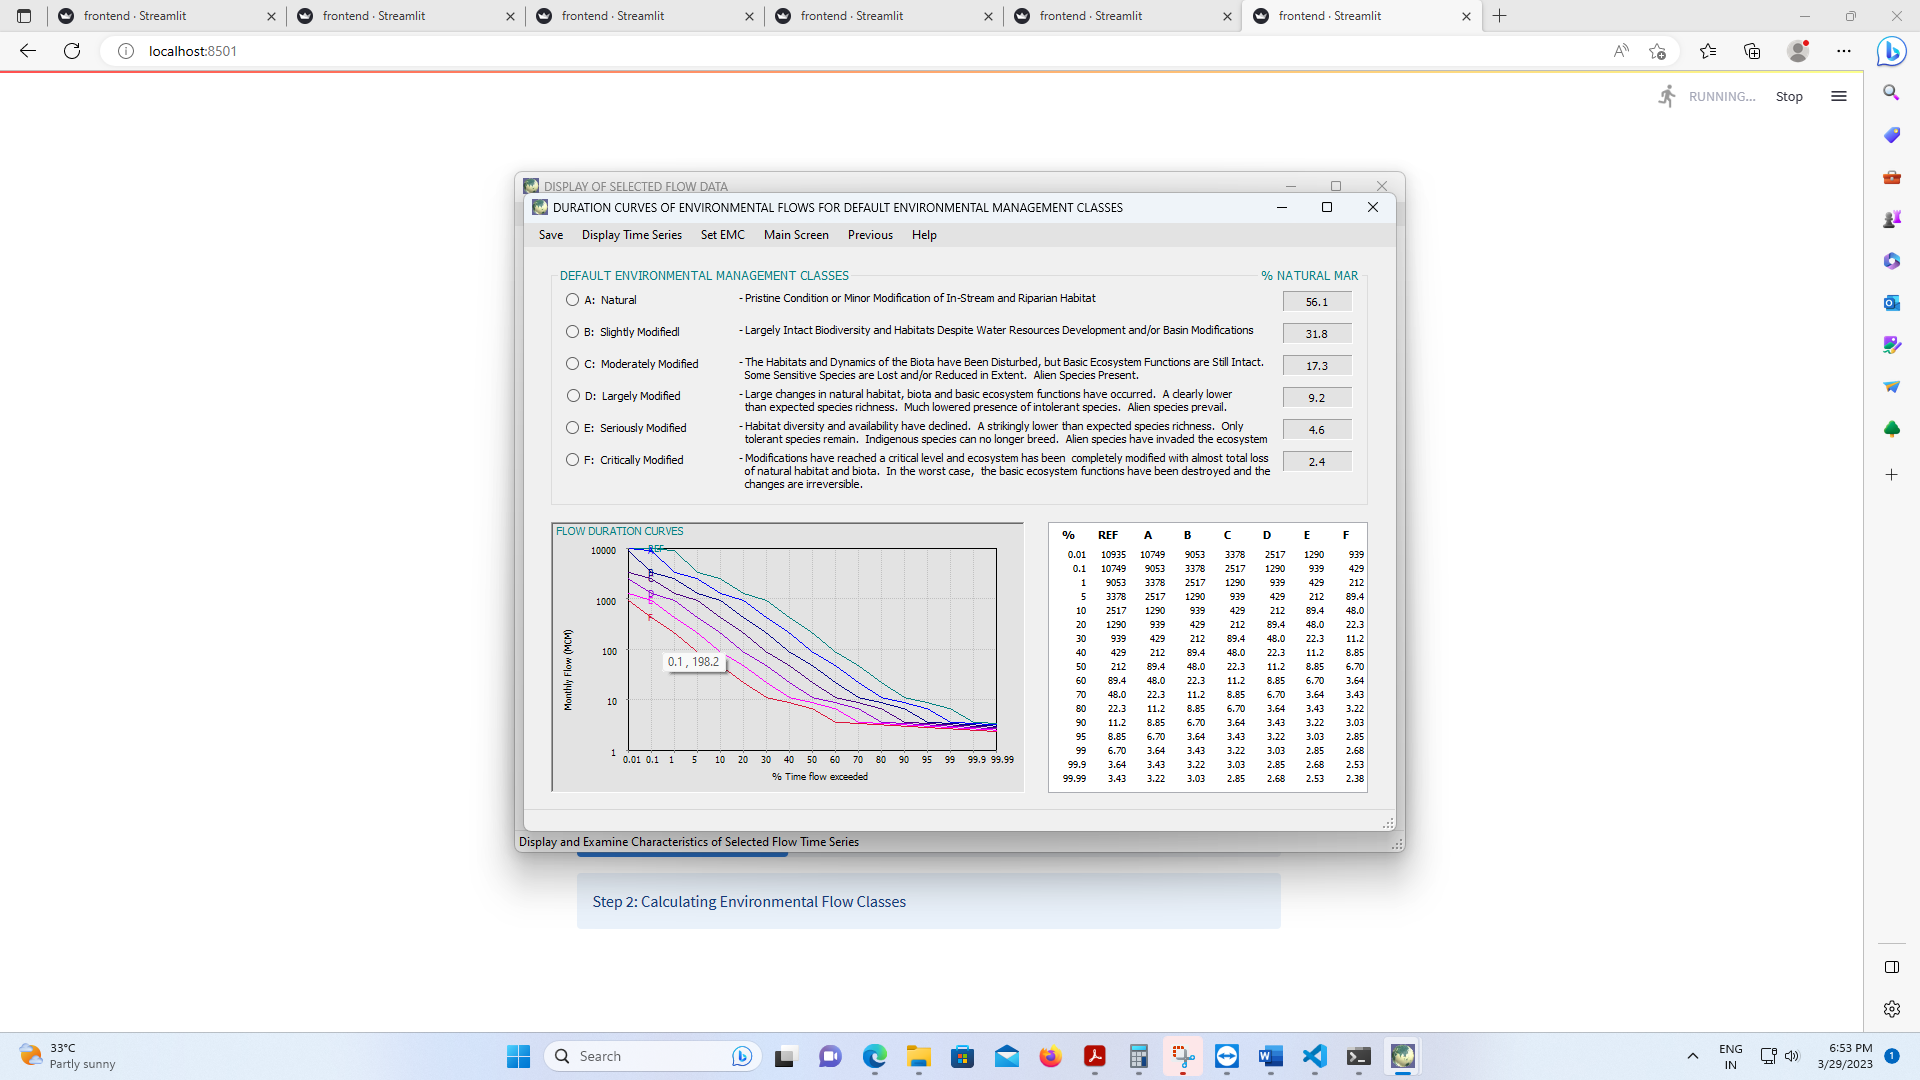 frontend · Streamlit
frontend · Streamlit
frontend · Streamlit
frontend · Streamlit
frontend · Streamlit
frontend · Streamlit
localhost:8501
RUNNING...
Stop
DISPLAY OF SELECTED FLOW DATA
DURATION CURVES OF ENVIRONMENTAL FLOWS FOR DEFAULT ENVIRONMENTAL MANAGEMENT CLASSES
Save Display Time Series Set EMC Main Screen Previous Help
DEFAULT ENVIRONMENTAL MANAGEMENT CLASSES % NATURAL MAR
A: Natural - Pristine Condition or Minor Modification of In-Stream and Riparian Habitat 56.1
B: Slightly Modifiedl - Largely Intact Biodiversity and Habitats Despite Water Resources Development and/or Basin Modifications 31.8
C: Moderately Modified - The Habitats and Dynamics of the Biota have Been Disturbed, but Basic Ecosystem Functions are Still Intact. 17.3
Some Sensitive Species are Lost and/or Reduced in Extent. Alien Species Present.
D: Largely Modified - Large changes in natural habitat, biota and basic ecosystem functions have occurred. A clearly lower 9.2
than expected species richness. Much lowered presence of intolerant species. Alien species prevail.
E: Seriously Modified - Habitat diversity and availability have declined. A strikingly lower than expected species richness. Only 4.6
tolerant species remain. Indigenous species can no longer breed. Alien species have invaded the ecosystem
F: Critically Modified - Modifications have reached a critical level and ecosystem has been completely modified with almost total loss 2.4
of natural habitat and biota. In the worst case, the basic ecosystem functions have been destroyed and the
changes are irreversible.
FLOW DURATION CURVES
10000
1000
100
10
1
Monthly Flow (MCM)
REF
A
B
C
D
E
F
0.1 , 198.2
0.01 0.1 1 5 10 20 30 40 50 60 70 80 90 95 99 99.9 99.99
% Time flow exceeded
% REF A B C D E F
0.01 10935 10749 9053 3378 2517 1290 939
0.1 10749 9053 3378 2517 1290 939 429
1 9053 3378 2517 1290 939 429 212
5 3378 2517 1290 939 429 212 89.4
10 2517 1290 939 429 212 89.4 48.0
20 1290 939 429 212 89.4 48.0 22.3
30 939 429 212 89.4 48.0 22.3 11.2
40 429 212 89.4 48.0 22.3 11.2 8.85
50 212 89.4 48.0 22.3 11.2 8.85 6.70
60 89.4 48.0 22.3 11.2 8.85 6.70 3.64
70 48.0 22.3 11.2 8.85 6.70 3.64 3.43
80 22.3 11.2 8.85 6.70 3.64 3.43 3.22
90 11.2 8.85 6.70 3.64 3.43 3.22 3.03
95 8.85 6.70 3.64 3.43 3.22 3.03 2.85
99 6.70 3.64 3.43 3.22 3.03 2.85 2.68
99.9 3.64 3.43 3.22 3.03 2.85 2.68 2.53
99.99 3.43 3.22 3.03 2.85 2.68 2.53 2.38
Display and Examine Characteristics of Selected Flow Time Series
Step 2: Calculating Environmental Flow Classes
33°C
Partly sunny
Search
ENG
IN
6:53 PM
3/29/2023
1